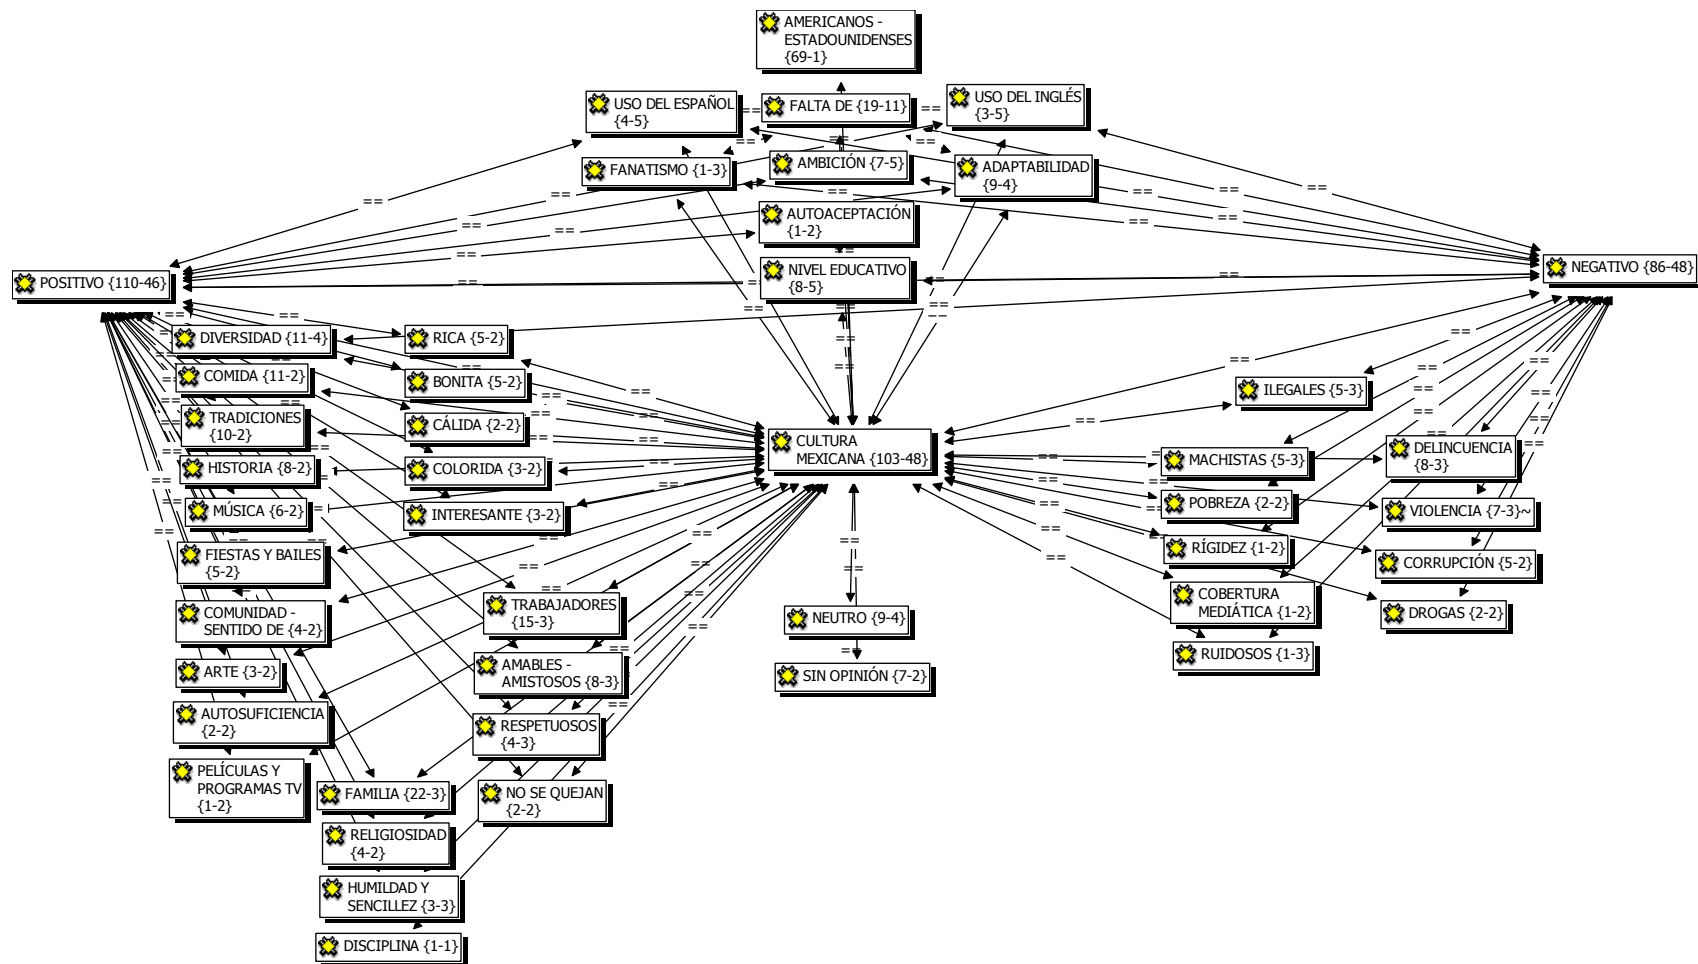 AMERICANOS -
ESTADOUNIDENSES
{69-1}
USO DEL ESPAÑOL
{4-5}
FALTA DE {19-11}
USO DEL INGLÉS
{3-5}
FANATISMO {1-3}
AMBICIÓN {7-5}
ADAPTABILIDAD
{9-4}
AUTOACEPTACIÓN
{1-2}
POSITIVO {110-46}
NIVEL EDUCATIVO
{8-5}
NEGATIVO {86-48}
DIVERSIDAD {11-4}
RICA {5-2}
COMIDA {11-2}
BONITA {5-2}
TRADICIONES
{10-2}
CÁLIDA {2-2}
HISTORIA {8-2}
COLORIDA {3-2}
MÚSICA {6-2}
INTERESANTE {3-2}
FIESTAS Y BAILES
{5-2}
COMUNIDAD -
SENTIDO DE {4-2}
ARTE {3-2}
AUTOSUFICIENCIA
{2-2}
PELÍCULAS Y
PROGRAMAS TV
{1-2}
TRABAJADORES
{15-3}
AMABLES -
AMISTOSOS {8-3}
RESPETUOSOS
{4-3}
NO SE QUEJAN
{2-2}
FAMILIA {22-3}
RELIGIOSIDAD
{4-2}
HUMILDAD Y
SENCILLEZ {3-3}
DISCIPLINA {1-1}
CULTURA
MEXICANA {103-48}
NEUTRO {9-4}
SIN OPINIÓN {7-2}
ILEGALES {5-3}
MACHISTAS {5-3}
DELINCUENCIA
{8-3}
POBREZA {2-2}
VIOLENCIA {7-3}~
RÍGIDEZ {1-2}
CORRUPCIÓN {5-2}
COBERTURA
MEDIÁTICA {1-2}
DROGAS {2-2}
RUIDOSOS {1-3}